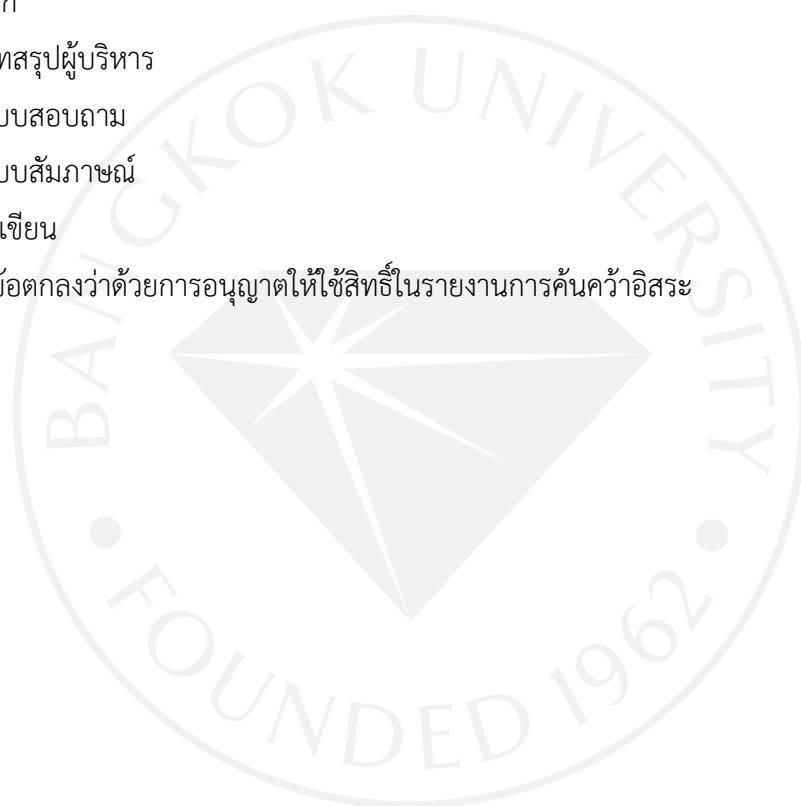 ทสรุปผู้บริหาร
บบสอบถาม
บบสัมภาษณ์
เขียน
ข้อตกลงว่าด้วยการอนุญาตให้ใช้สิทธิ์ในรายงานการค้นคว้าอิสระ
BANGKOK UNIVERSITY
• FOUNDED 1962 •